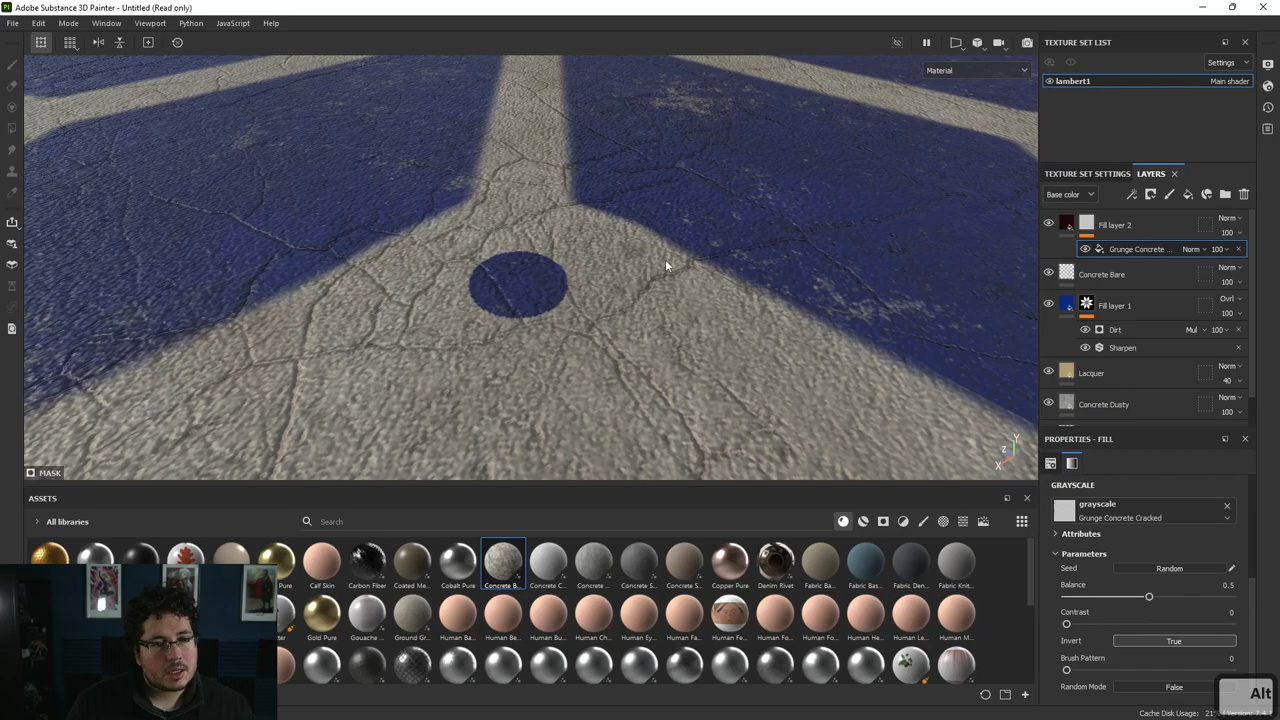 Adobe Substance 3D Painter - Untitled (Read only)
File Edit Mode Window Viewport Python JavaScript Help
Material
TEXTURE SET LIST
Settings
lambert1 Main shader
TEXTURE SET SETTINGS LAYERS
Base color
Fill layer 2 Norm 100
Grunge Concrete ... Norm 100
Concrete Bare Norm 100
Fill layer 1 Ovrl 100
Dirt Mul 100
Sharpen
Lacquer Norm 40
Concrete Dusty Norm 100
PROPERTIES - FILL
GRAYSCALE
grayscale
Grunge Concrete Cracked
Attributes
Parameters
Seed Random
Balance 0.5
Contrast 0
Invert True
Brush Pattern 0
Random Mode False
Y
Z
X
MASK
ASSETS
All libraries Search
Pure Calf Skin Carbon Fiber Coated Me... Cobalt Pure Concrete B... Concrete C... Concrete ... Concrete S... Concrete S... Copper Pure Denim Rivet Fabric Ba... Fabric Bas... Fabric Den... Fabric Knit...
Gold Pure Gouache ... Ground Gr... Human Ba... Human Be... Human Bu... Human Ch... Human Ey... Human Fa... Human Fe... Human Fo... Human Fo... Human He... Human Le... Human M...
Alt
Cache Disk Usage: